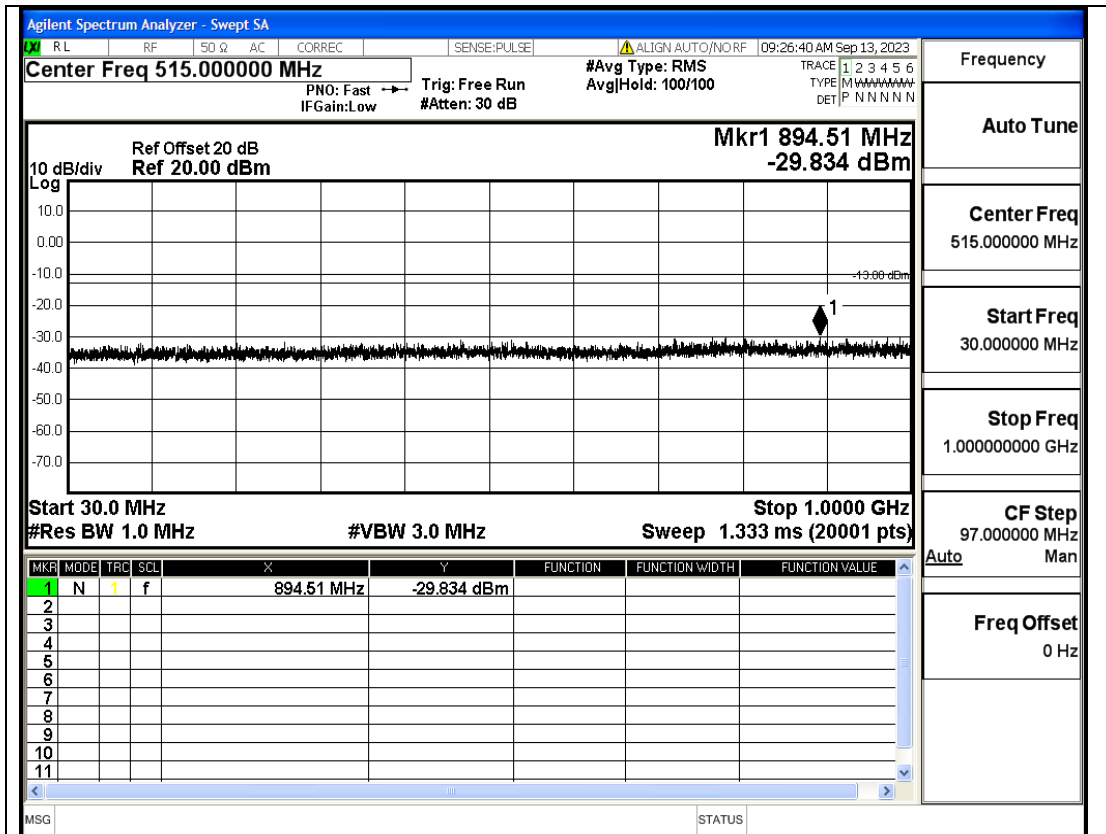 Agilent Spectrum Analyzer - Swept SA
LXI RL RF 50 Ω AC CORREC SENSE:PULSE ALIGN AUTO/NO RF 09:26:40 AM Sep 13, 2023
Center Freq 515.000000 MHz
PNO: Fast
IFGain:Low
Trig: Free Run
#Atten: 30 dB
#Avg Type: RMS
Avg|Hold: 100/100
TRACE 1 2 3 4 5 6
TYPE M WWWWW
DET P N N N N N
Ref Offset 20 dB
10 dB/div Ref 20.00 dBm
Log
Mkr1 894.51 MHz
-29.834 dBm
10.0
0.00
-10.0
-13.00 dBm
-20.0
1
-30.0
-40.0
-50.0
-60.0
-70.0
Start 30.0 MHz Stop 1.0000 GHz
#Res BW 1.0 MHz #VBW 3.0 MHz Sweep 1.333 ms (20001 pts)
MKR MODE TRC SCL X Y FUNCTION FUNCTION WIDTH FUNCTION VALUE
1 N 1 f 894.51 MHz -29.834 dBm
2
3
4
5
6
7
8
9
10
11
MSG STATUS
Frequency
Auto Tune
Center Freq
515.000000 MHz
Start Freq
30.000000 MHz
Stop Freq
1.000000000 GHz
CF Step
97.000000 MHz
Auto Man
Freq Offset
0 Hz